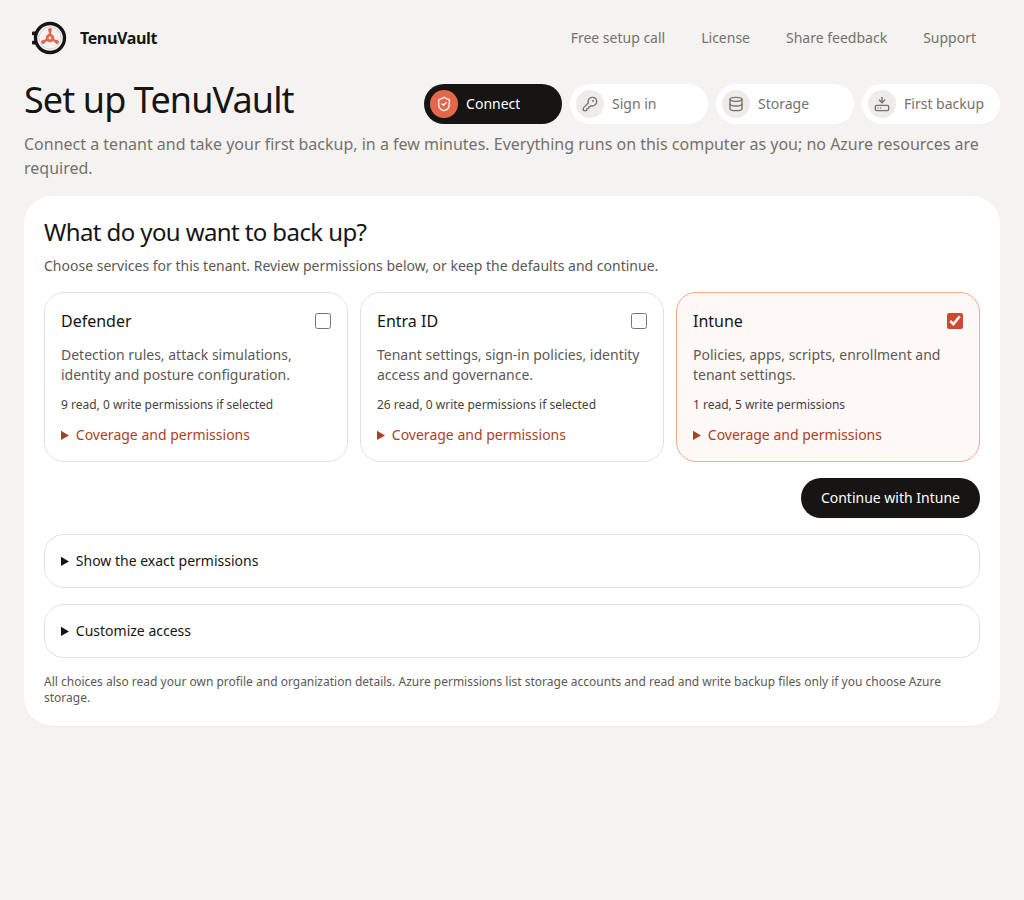 TenuVault
Free setup call
License
Share feedback
Support
Set up TenuVault
Connect
Sign in
Storage
First backup
Connect a tenant and take your first backup, in a few minutes. Everything runs on this computer as you; no Azure resources are
required.
What do you want to back up?
Choose services for this tenant. Review permissions below, or keep the defaults and continue.
Defender
Detection rules, attack simulations,
identity and posture configuration.
9 read, 0 write permissions if selected
Coverage and permissions
Entra ID
Tenant settings, sign-in policies, identity
access and governance.
26 read, 0 write permissions if selected
Coverage and permissions
Intune
Policies, apps, scripts, enrollment and
tenant settings.
1 read, 5 write permissions
Coverage and permissions
Continue with Intune
Show the exact permissions
Customize access
All choices also read your own profile and organization details. Azure permissions list storage accounts and read and write backup files only if you choose Azure
storage.